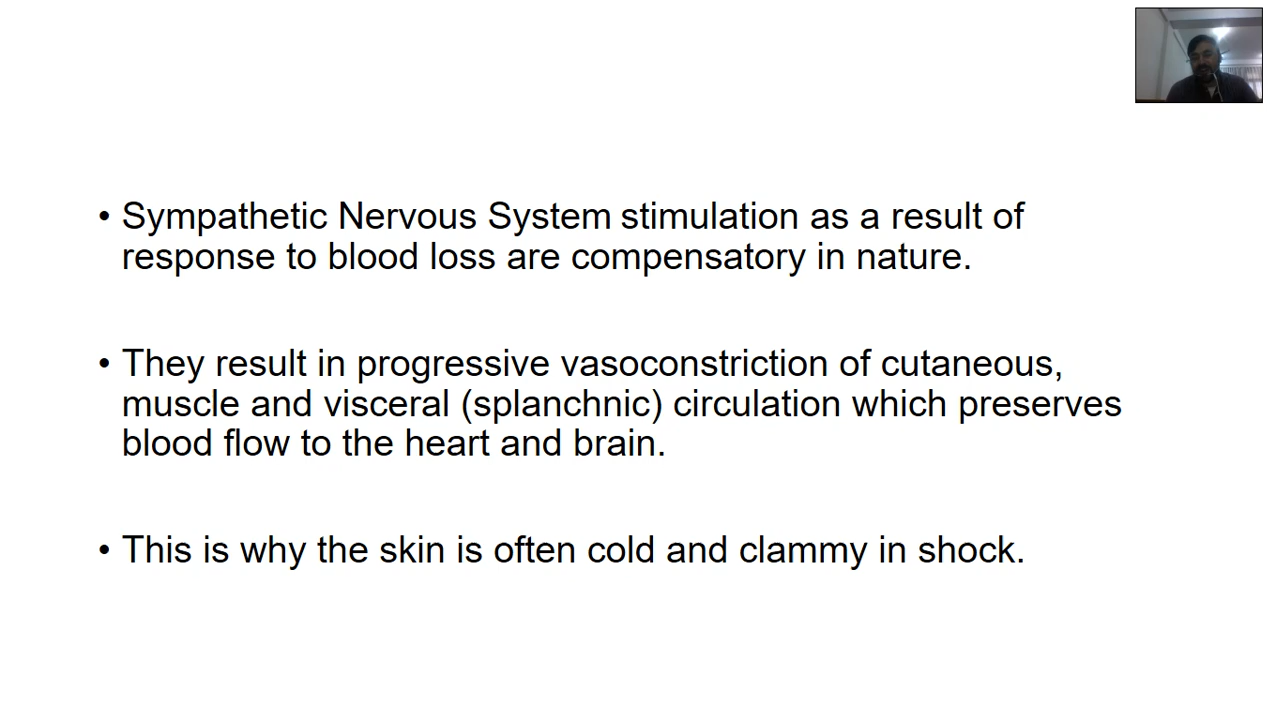 • Sympathetic Nervous System stimulation as a result of
response to blood loss are compensatory in nature.
• They result in progressive vasoconstriction of cutaneous,
muscle and visceral (splanchnic) circulation which preserves
blood flow to the heart and brain.
• This is why the skin is often cold and clammy in shock.